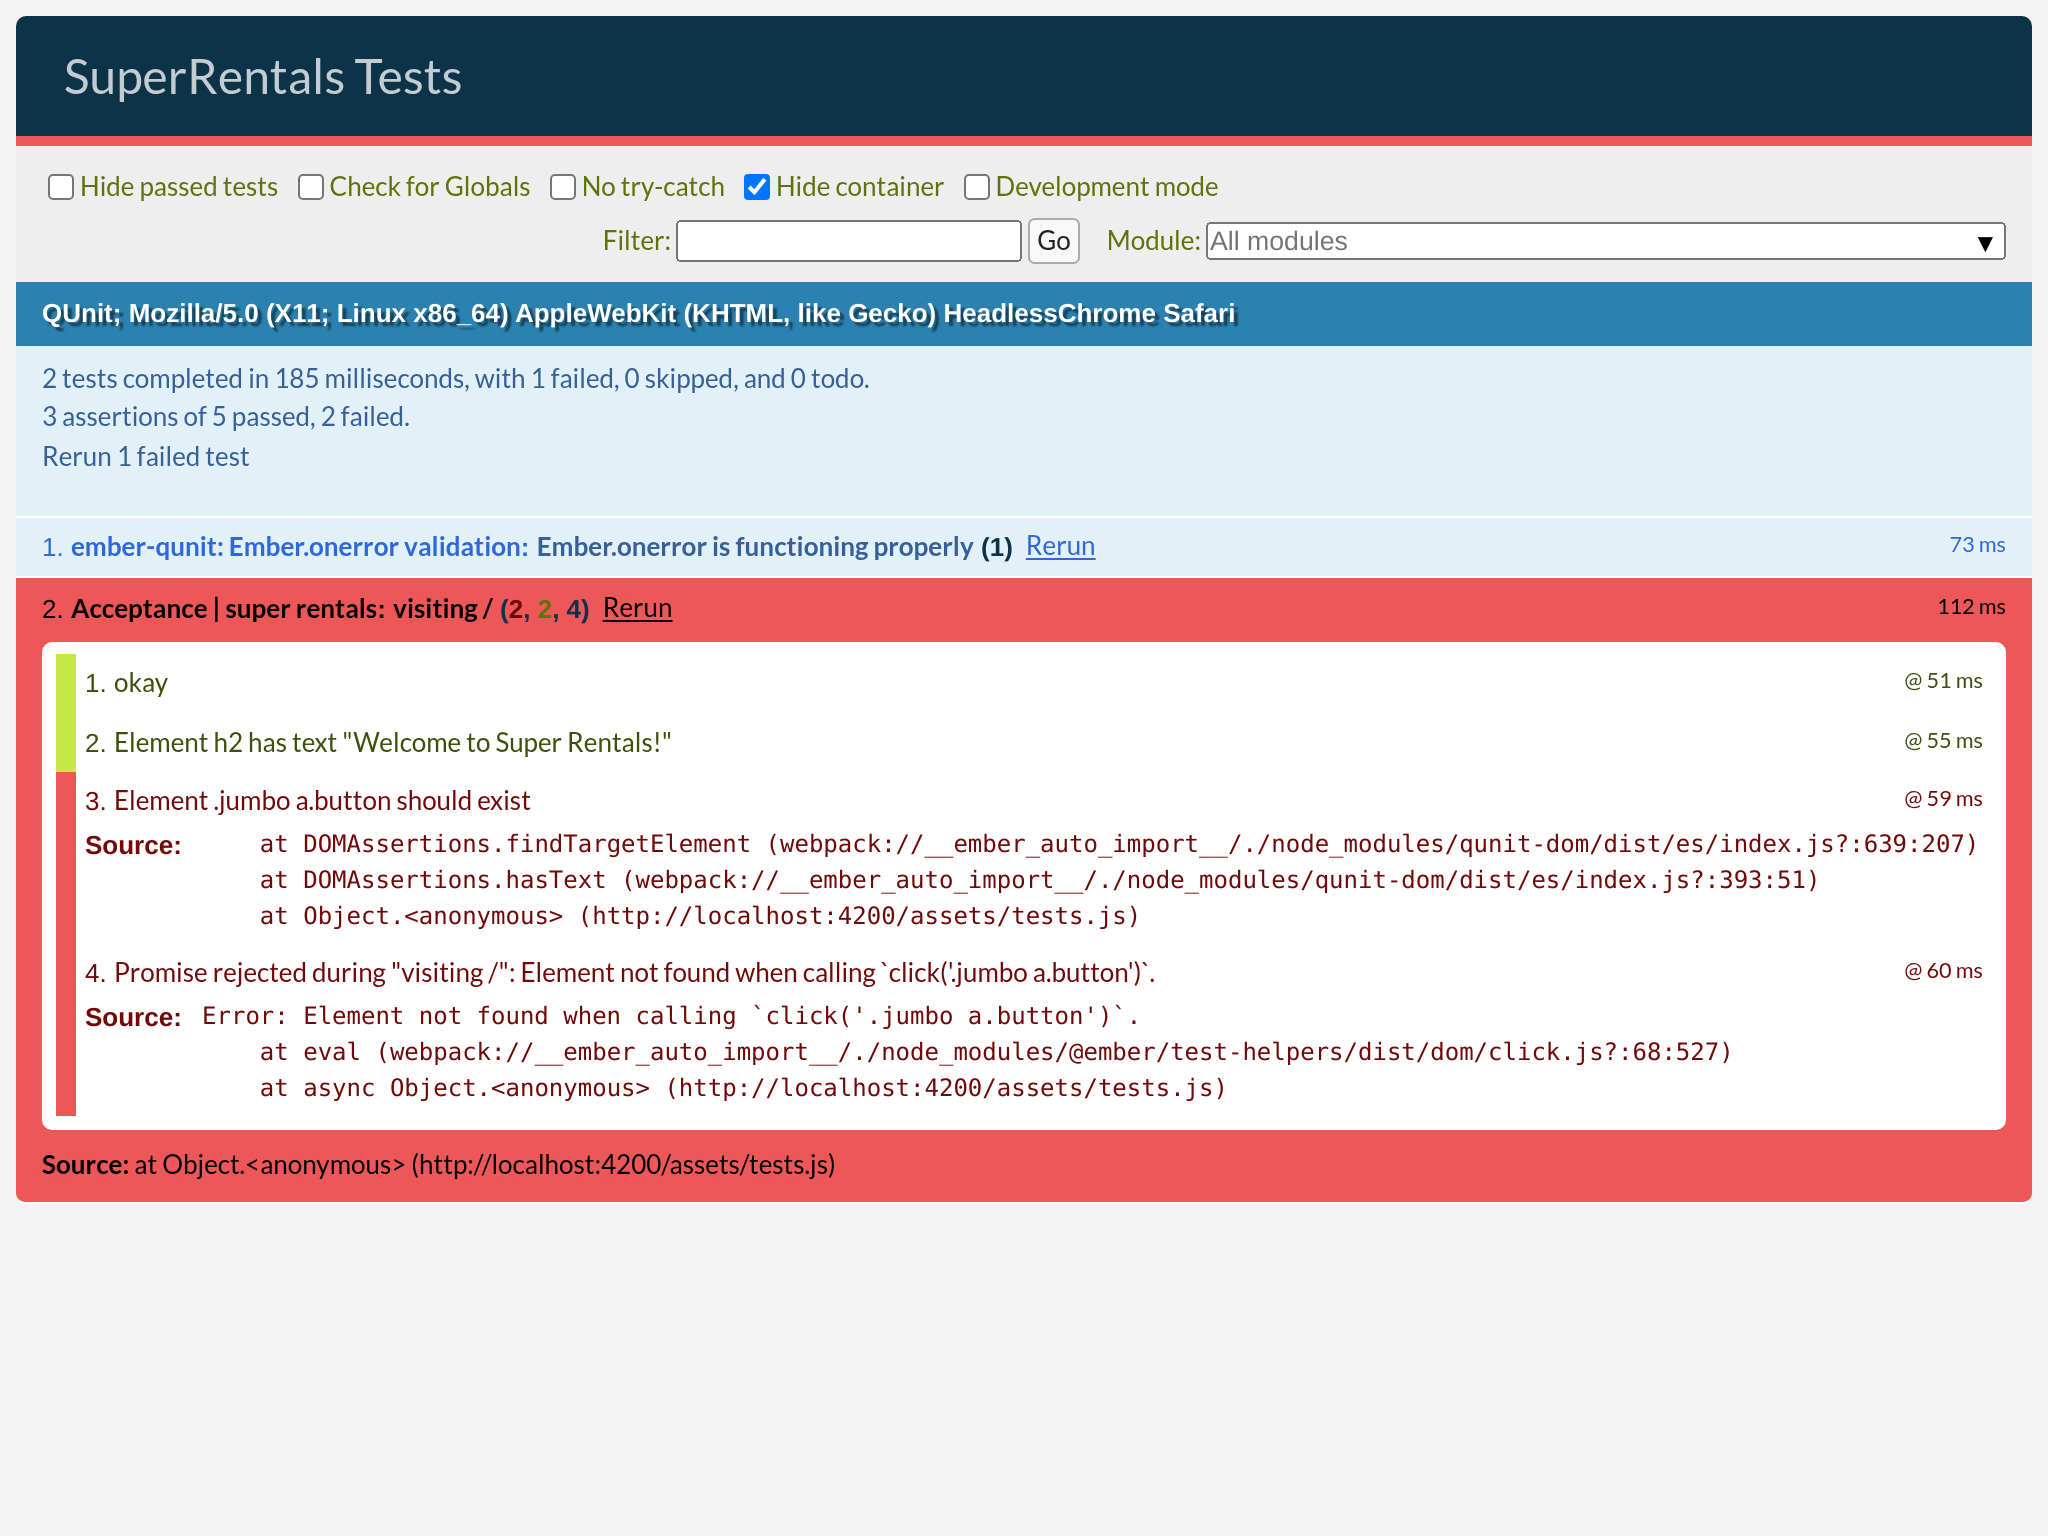 SuperRentals Tests
Hide passed tests Check for Globals No try-catch Hide container Development mode
Filter: Go Module: All modules ▼
QUnit; Mozilla/5.0 (X11; Linux x86_64) AppleWebKit (KHTML, like Gecko) HeadlessChrome Safari
2 tests completed in 185 milliseconds, with 1 failed, 0 skipped, and 0 todo.
3 assertions of 5 passed, 2 failed.
Rerun 1 failed test
1. ember-qunit: Ember.onerror validation: Ember.onerror is functioning properly (1) Rerun 73 ms
2. Acceptance | super rentals: visiting / (2, 2, 4) Rerun 112 ms
1. okay @ 51 ms
2. Element h2 has text "Welcome to Super Rentals!" @ 55 ms
3. Element .jumbo a.button should exist @ 59 ms
Source: at DOMAssertions.findTargetElement (webpack://__ember_auto_import__/./node_modules/qunit-dom/dist/es/index.js?:639:207)
at DOMAssertions.hasText (webpack://__ember_auto_import__/./node_modules/qunit-dom/dist/es/index.js?:393:51)
at Object.<anonymous> (http://localhost:4200/assets/tests.js)
4. Promise rejected during "visiting /": Element not found when calling `click('.jumbo a.button')`. @ 60 ms
Source: Error: Element not found when calling `click('.jumbo a.button')`.
at eval (webpack://__ember_auto_import__/./node_modules/@ember/test-helpers/dist/dom/click.js?:68:527)
at async Object.<anonymous> (http://localhost:4200/assets/tests.js)
Source: at Object.<anonymous> (http://localhost:4200/assets/tests.js)